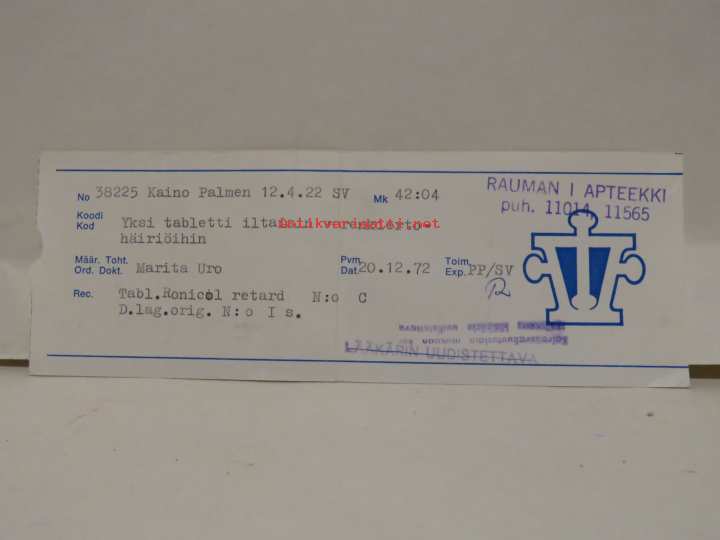 No 38225 Kaino Palmen 12.4.22 SV Mk 42:04
RAUMAN I APTEEKKI
puh. 11014, 11565
Koodi
Kod
Yksi tabletti
antikvariaatti.net
häiriöihin
Määr. Toht.
Ord. Dokt. Marita Uro
Pvm.
Dat. 20.12.72
Toim.
Exp. PP/SV
Rec. Tabl.Ronicol retard N:o C
D.lag.orig. N:o I s.
LÄÄKÄRIN UUDISTETTAVA